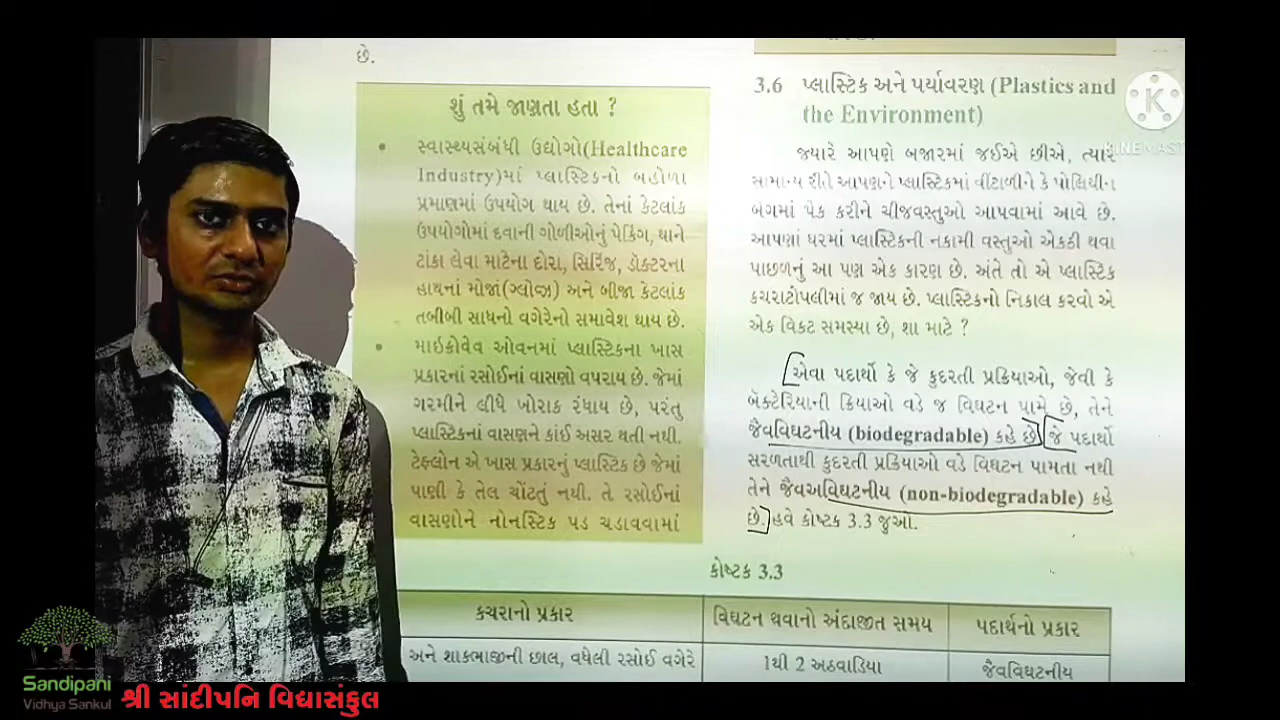 છે.
શું તમે જાણતા હતા ?
• સ્વાસ્થ્યસંબંધી ઉદ્યોગો(Healthcare
Industry)માં પ્લાસ્ટિકનો બહોળા
પ્રમાણમાં ઉપયોગ થાય છે. તેનાં કેટલાંક
ઉપયોગોમાં દવાની ગોળીઓનું પેકિંગ, ઘાને
ટાંકા લેવા માટેના દોરા, સિરિંજ, ડૉક્ટરના
હાથનાં મોજાં(ગ્લોવ્ઝ) અને બીજા કેટલાંક
તબીબી સાધનો વગેરેનો સમાવેશ થાય છે.
• માઇક્રોવેવ ઓવનમાં પ્લાસ્ટિકના ખાસ
પ્રકારનાં રસોઈનાં વાસણો વપરાય છે. જેમાં
ગરમીને લીધે ખોરાક રંધાય છે, પરંતુ
પ્લાસ્ટિકનાં વાસણને કાંઈ અસર થતી નથી.
ટેફ્લોન એ ખાસ પ્રકારનું પ્લાસ્ટિક છે જેમાં
પાણી કે તેલ ચોંટતું નથી. તે રસોઈનાં
વાસણોને નોનસ્ટિક પડ ચડાવવામાં
3.6 પ્લાસ્ટિક અને પર્યાવરણ (Plastics and
the Environment)
જ્યારે આપણે બજારમાં જઈએ છીએ, ત્યારે
સામાન્ય રીતે આપણને પ્લાસ્ટિકમાં વીંટાળીને કે પોલિથીન
બૅગમાં પેક કરીને ચીજવસ્તુઓ આપવામાં આવે છે.
આપણાં ઘરમાં પ્લાસ્ટિકની નકામી વસ્તુઓ એકઠી થવા
પાછળનું આ પણ એક કારણ છે. અંતે તો એ પ્લાસ્ટિક
કચરાટોપલીમાં જ જાય છે. પ્લાસ્ટિકનો નિકાલ કરવો એ
એક વિકટ સમસ્યા છે, શા માટે ?
એવા પદાર્થો કે જે કુદરતી પ્રક્રિયાઓ, જેવી કે
બૅક્ટેરિયાની ક્રિયાઓ વડે જ વિઘટન પામે છે, તેને
જૈવવિઘટનીય (biodegradable) કહે છે. જે પદાર્થો
સરળતાથી કુદરતી પ્રક્રિયાઓ વડે વિઘટન પામતા નથી
તેને જૈવઅવિઘટનીય (non-biodegradable) કહે
છે. હવે કોષ્ટક 3.3 જુઓ.
કોષ્ટક 3.3
કચરાનો પ્રકાર વિઘટન થવાનો અંદાજીત સમય પદાર્થનો પ્રકાર
અને શાકભાજીની છાલ, વધેલી રસોઈ વગેરે 1થી 2 અઠવાડિયા જૈવવિઘટનીય
K
KINEMASTER
Sandipani
Vidhya Sankul
શ્રી સાંદીપનિ વિદ્યાસંકુલ